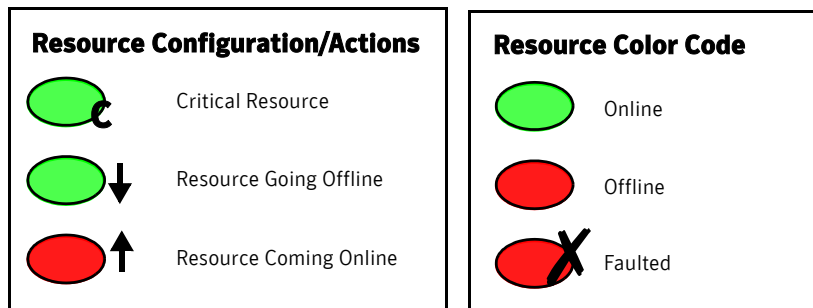 Resource Configuration/Actions
C
Critical Resource
Resource Going Offline
Resource Coming Online
Resource Color Code
Online
Offline
X
Faulted